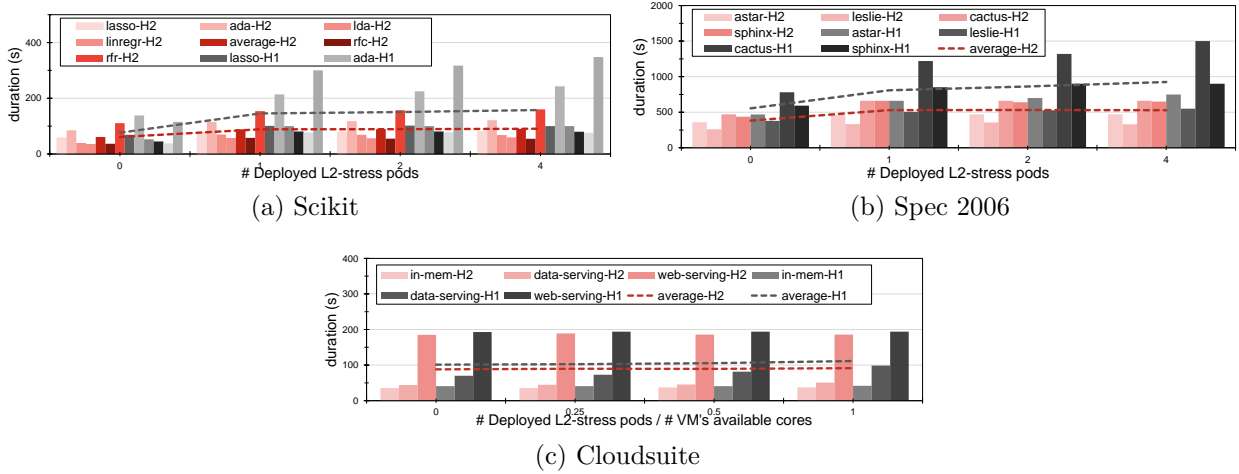 lasso-H2 ada-H2 lda-H2
linregr-H2 average-H2 rfc-H2
rfr-H2 lasso-H1 ada-H1
duration (s)
400
200
0
0 1 2 4
# Deployed L2-stress pods
(a) Scikit
astar-H2 leslie-H2 cactus-H2
sphinx-H2 astar-H1 leslie-H1
cactus-H1 sphinx-H1 average-H2
duration (s)
2000
1500
1000
500
0
0 1 2 4
# Deployed L2-stress pods
(b) Spec 2006
in-mem-H2 data-serving-H2 web-serving-H2 in-mem-H1
data-serving-H1 web-serving-H1 average-H2 average-H1
duration (s)
400
300
200
100
0
0 0.25 0.5 1
# Deployed L2-stress pods / # VM's available cores
(c) Cloudsuite